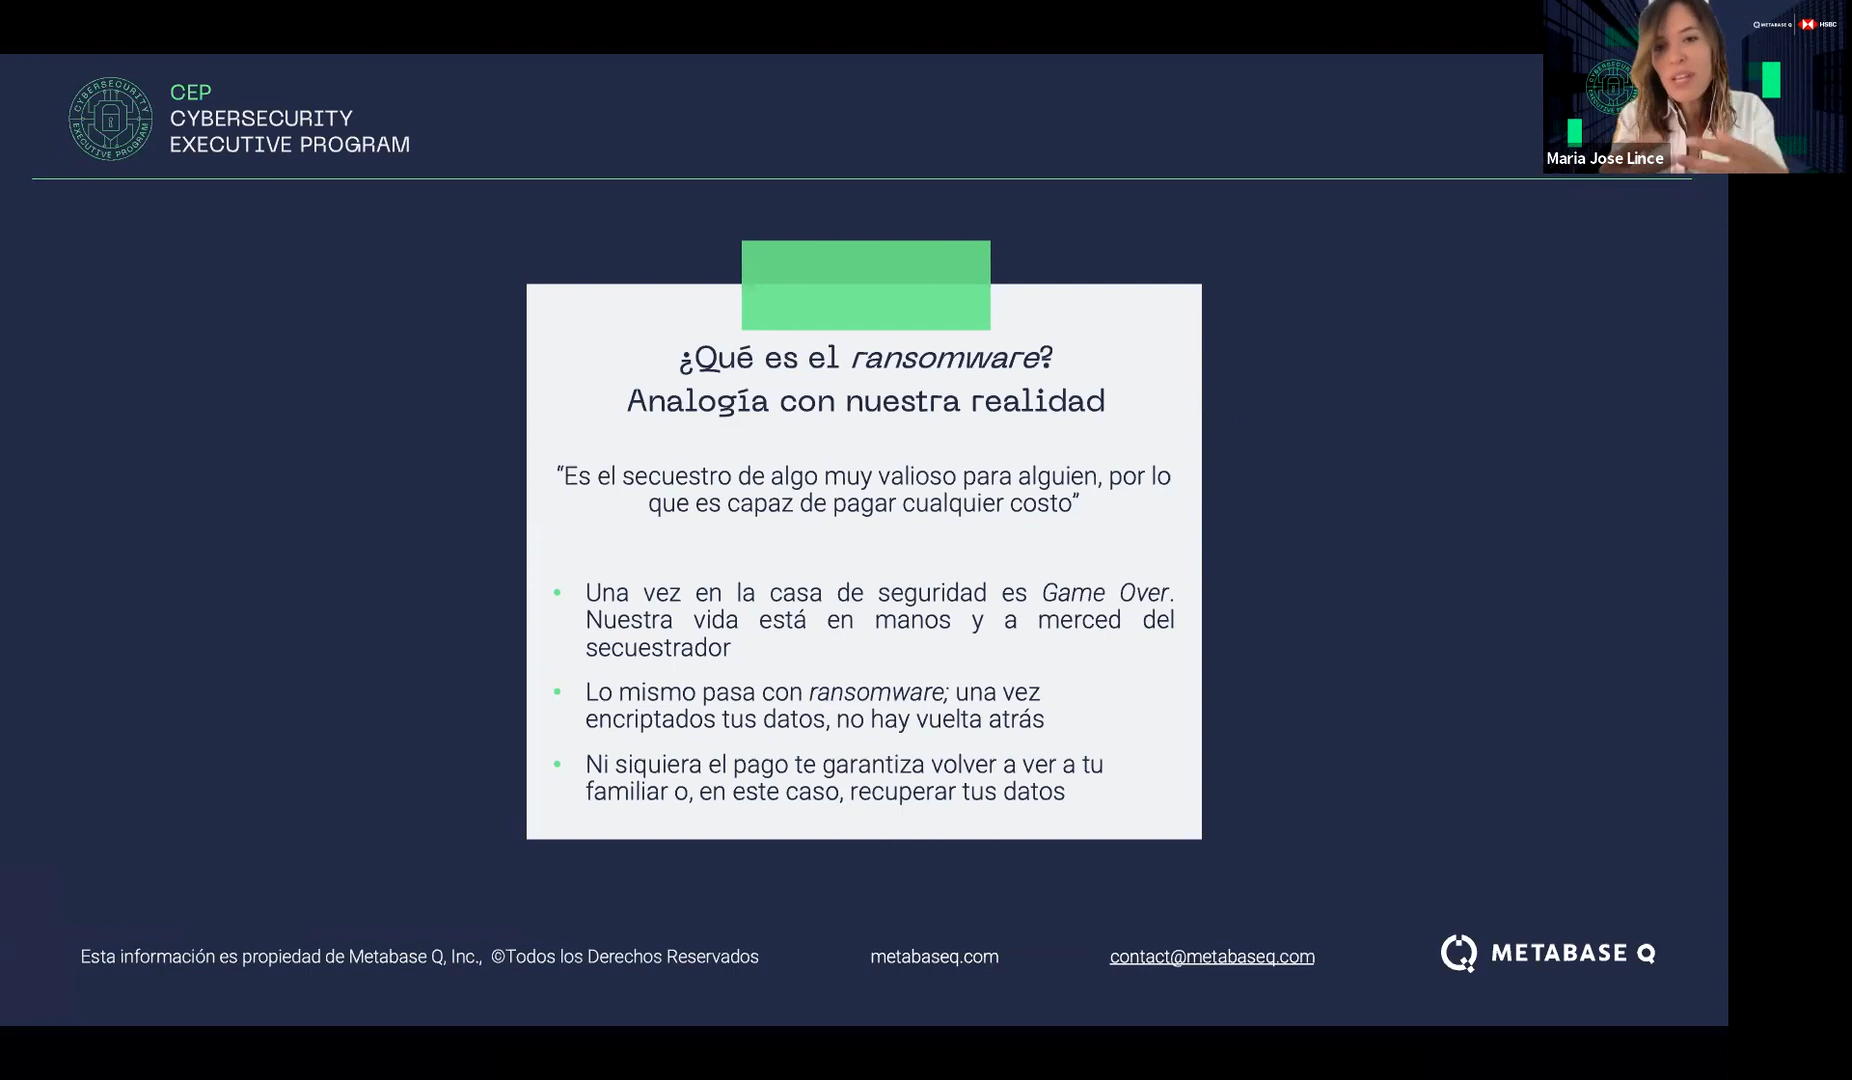 METABASE Q
HSBC
CEP
CYBERSECURITY
EXECUTIVE PROGRAM
CYBERSECURITY
EXECUTIVE PROGRAM
Maria Jose Lince
¿Qué es el ransomware?
Analogía con nuestra realidad
“Es el secuestro de algo muy valioso para alguien, por lo
que es capaz de pagar cualquier costo”
• Una vez en la casa de seguridad es Game Over.
Nuestra vida está en manos y a merced del
secuestrador
• Lo mismo pasa con ransomware; una vez
encriptados tus datos, no hay vuelta atrás
• Ni siquiera el pago te garantiza volver a ver a tu
familiar o, en este caso, recuperar tus datos
Esta información es propiedad de Metabase Q, Inc., ©Todos los Derechos Reservados
metabaseq.com
contact@metabaseq.com
METABASE Q